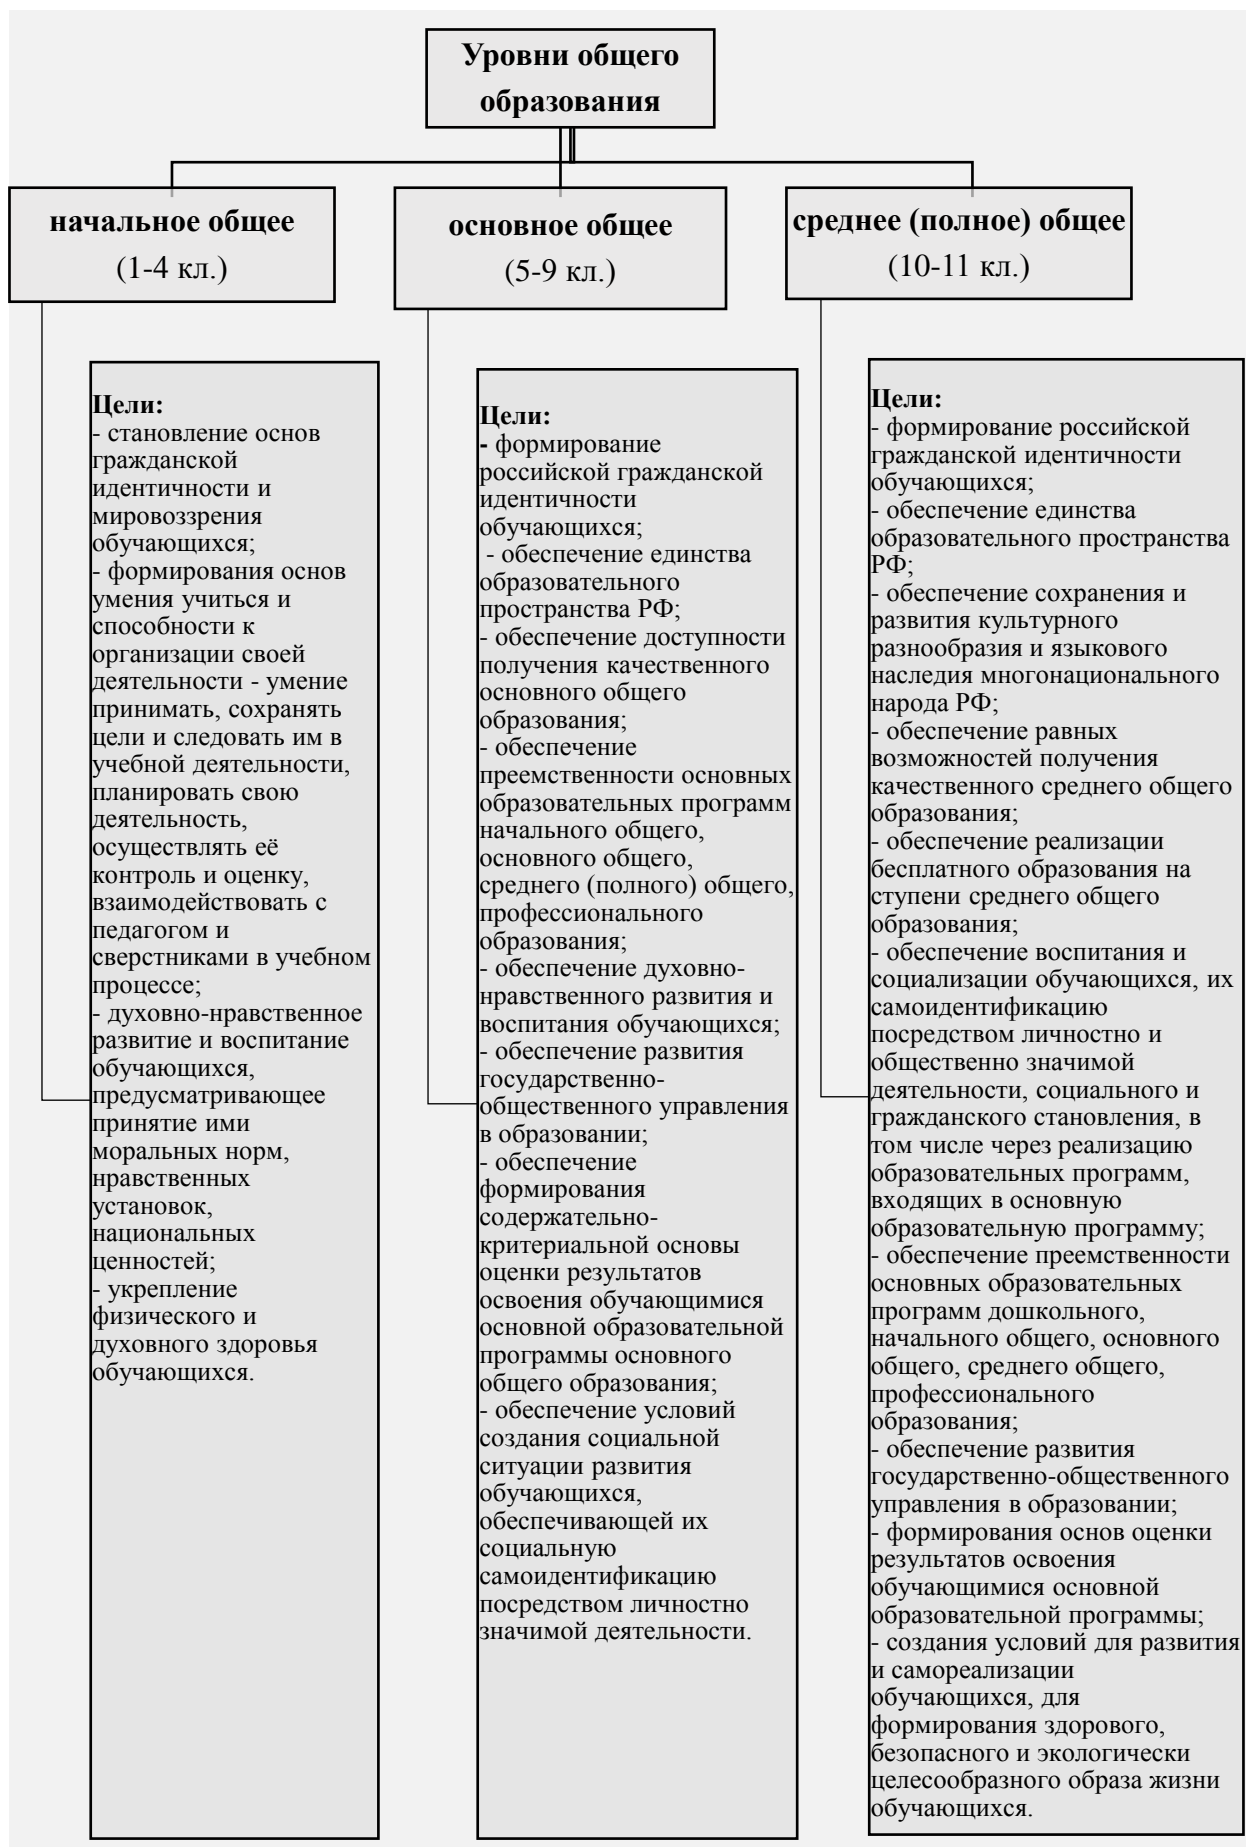 Уровни общего
образования
начальное общее
(1-4 кл.)
основное общее
(5-9 кл.)
среднее (полное) общее
(10-11 кл.)
Цели:
- становление основ
гражданской
идентичности и
мировоззрения
обучающихся;
- формирования основ
умения учиться и
способности к
организации своей
деятельности - умение
принимать, сохранять
цели и следовать им в
учебной деятельности,
планировать свою
деятельность,
осуществлять её
контроль и оценку,
взаимодействовать с
педагогом и
сверстниками в учебном
процессе;
- духовно-нравственное
развитие и воспитание
обучающихся,
предусматривающее
принятие ими
моральных норм,
нравственных
установок,
национальных
ценностей;
- укрепление
физического и
духовного здоровья
обучающихся.
Цели:
- формирование
российской гражданской
идентичности
обучающихся;
- обеспечение единства
образовательного
пространства РФ;
- обеспечение доступности
получения качественного
основного общего
образования;
- обеспечение
преемственности основных
образовательных программ
начального общего,
основного общего,
среднего (полного) общего,
профессионального
образования;
- обеспечение духовно-
нравственного развития и
воспитания обучающихся;
- обеспечение развития
государственно-
общественного управления
в образовании;
- обеспечение
формирования
содержательно-
критериальной основы
оценки результатов
освоения обучающимися
основной образовательной
программы основного
общего образования;
- обеспечение условий
создания социальной
ситуации развития
обучающихся,
обеспечивающей их
социальную
самоидентификацию
посредством личностно
значимой деятельности.
Цели:
- формирование российской
гражданской идентичности
обучающихся;
- обеспечение единства
образовательного пространства
РФ;
- обеспечение сохранения и
развития культурного
разнообразия и языкового
наследия многонационального
народа РФ;
- обеспечение равных
возможностей получения
качественного среднего общего
образования;
- обеспечение реализации
бесплатного образования на
ступени среднего общего
образования;
- обеспечение воспитания и
социализации обучающихся, их
самоидентификацию
посредством личностно и
общественно значимой
деятельности, социального и
гражданского становления, в
том числе через реализацию
образовательных программ,
входящих в основную
образовательную программу;
- обеспечение преемственности
основных образовательных
программ дошкольного,
начального общего, основного
общего, среднего общего,
профессионального
образования;
- обеспечение развития
государственно-общественного
управления в образовании;
- формирования основ оценки
результатов освоения
обучающимися основной
образовательной программы;
- создания условий для развития
и самореализации
обучающихся, для
формирования здорового,
безопасного и экологически
целесообразного образа жизни
обучающихся.